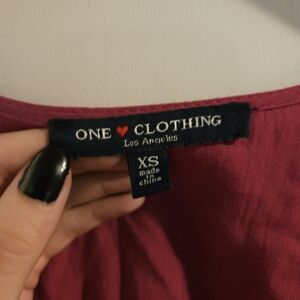 ONE ♥ CLOTHING
Los Angeles
XS
made
in
china